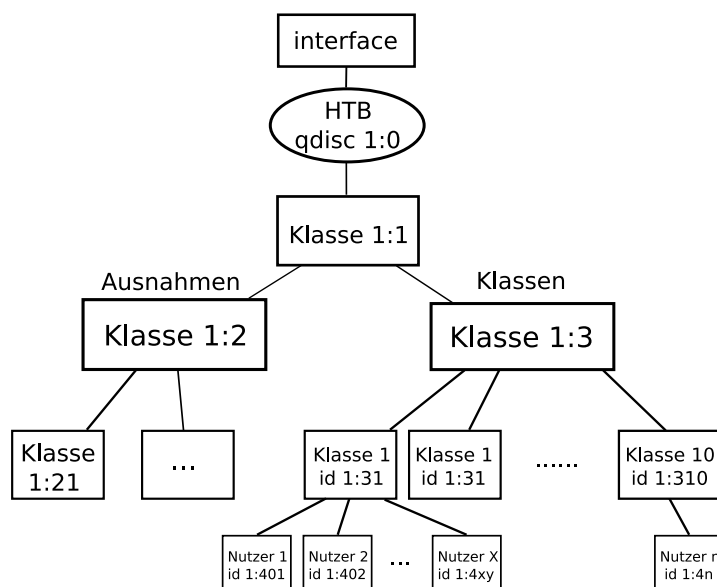 interface
HTB
qdisc 1:0
Klasse 1:1
Ausnahmen
Klassen
Klasse 1:2
Klasse 1:3
Klasse
1:21
...
Klasse 1
id 1:31
Klasse 1
id 1:31
......
Klasse 10
id 1:310
Nutzer 1
id 1:401
Nutzer 2
id 1:402
...
Nutzer X
id 1:4xy
Nutzer n
id 1:4n